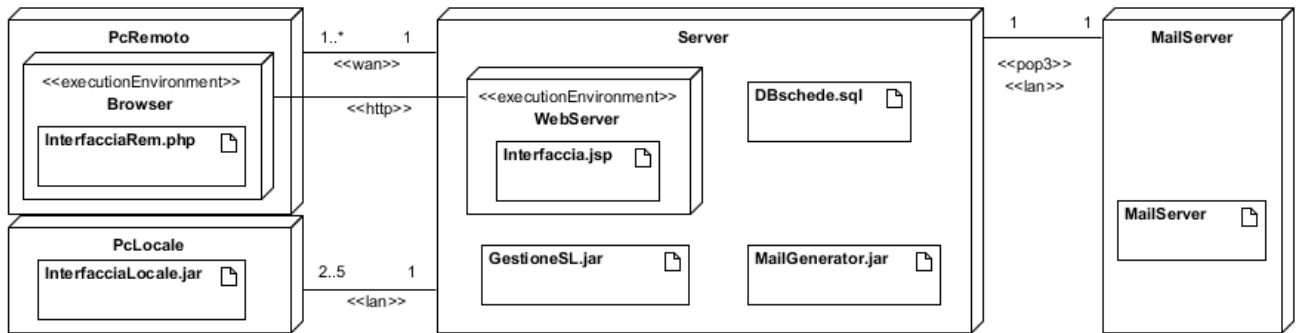 PcRemoto
<<executionEnvironment>>
Browser
InterfacciaRem.php
1..* 1
<<wan>>
<<http>>
Server
<<executionEnvironment>>
WebServer
Interfaccia.jsp
DBschede.sql
1 1
<<pop3>>
<<lan>>
MailServer
MailServer
PcLocale
InterfacciaLocale.jar
2..5 1
<<lan>>
GestioneSL.jar
MailGenerator.jar